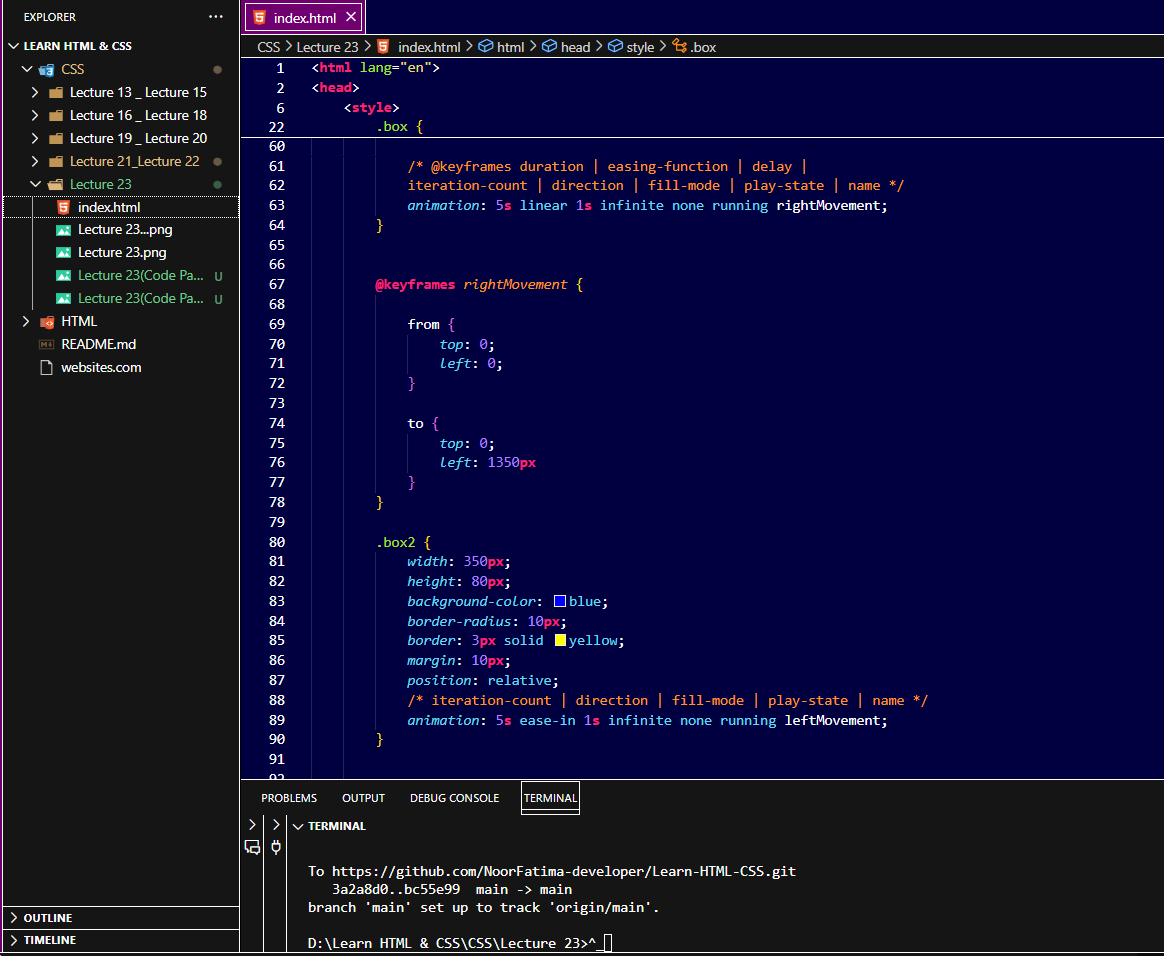 EXPLORER
LEARN HTML & CSS
CSS
Lecture 13 _ Lecture 15
Lecture 16 _ Lecture 18
Lecture 19 _ Lecture 20
Lecture 21_Lecture 22
Lecture 23
index.html
Lecture 23...png
Lecture 23.png
Lecture 23(Code Pa... U
Lecture 23(Code Pa... U
HTML
README.md
websites.com
OUTLINE
TIMELINE
index.html
CSS > Lecture 23 > index.html > html > head > style > .box
1 <html lang="en">
2 <head>
6 <style>
22 .box {
60
61 /* @keyframes duration | easing-function | delay |
62 iteration-count | direction | fill-mode | play-state | name */
63 animation: 5s linear 1s infinite none running rightMovement;
64 }
65
66
67 @keyframes rightMovement {
68
69 from {
70 top: 0;
71 left: 0;
72 }
73
74 to {
75 top: 0;
76 left: 1350px
77 }
78 }
79
80 .box2 {
81 width: 350px;
82 height: 80px;
83 background-color: blue;
84 border-radius: 10px;
85 border: 3px solid yellow;
86 margin: 10px;
87 position: relative;
88 /* iteration-count | direction | fill-mode | play-state | name */
89 animation: 5s ease-in 1s infinite none running leftMovement;
90 }
91
92
PROBLEMS OUTPUT DEBUG CONSOLE TERMINAL
TERMINAL
To https://github.com/NoorFatima-developer/Learn-HTML-CSS.git
3a2a8d0..bc55e99 main -> main
branch 'main' set up to track 'origin/main'.
D:\Learn HTML & CSS\CSS\Lecture 23>^_